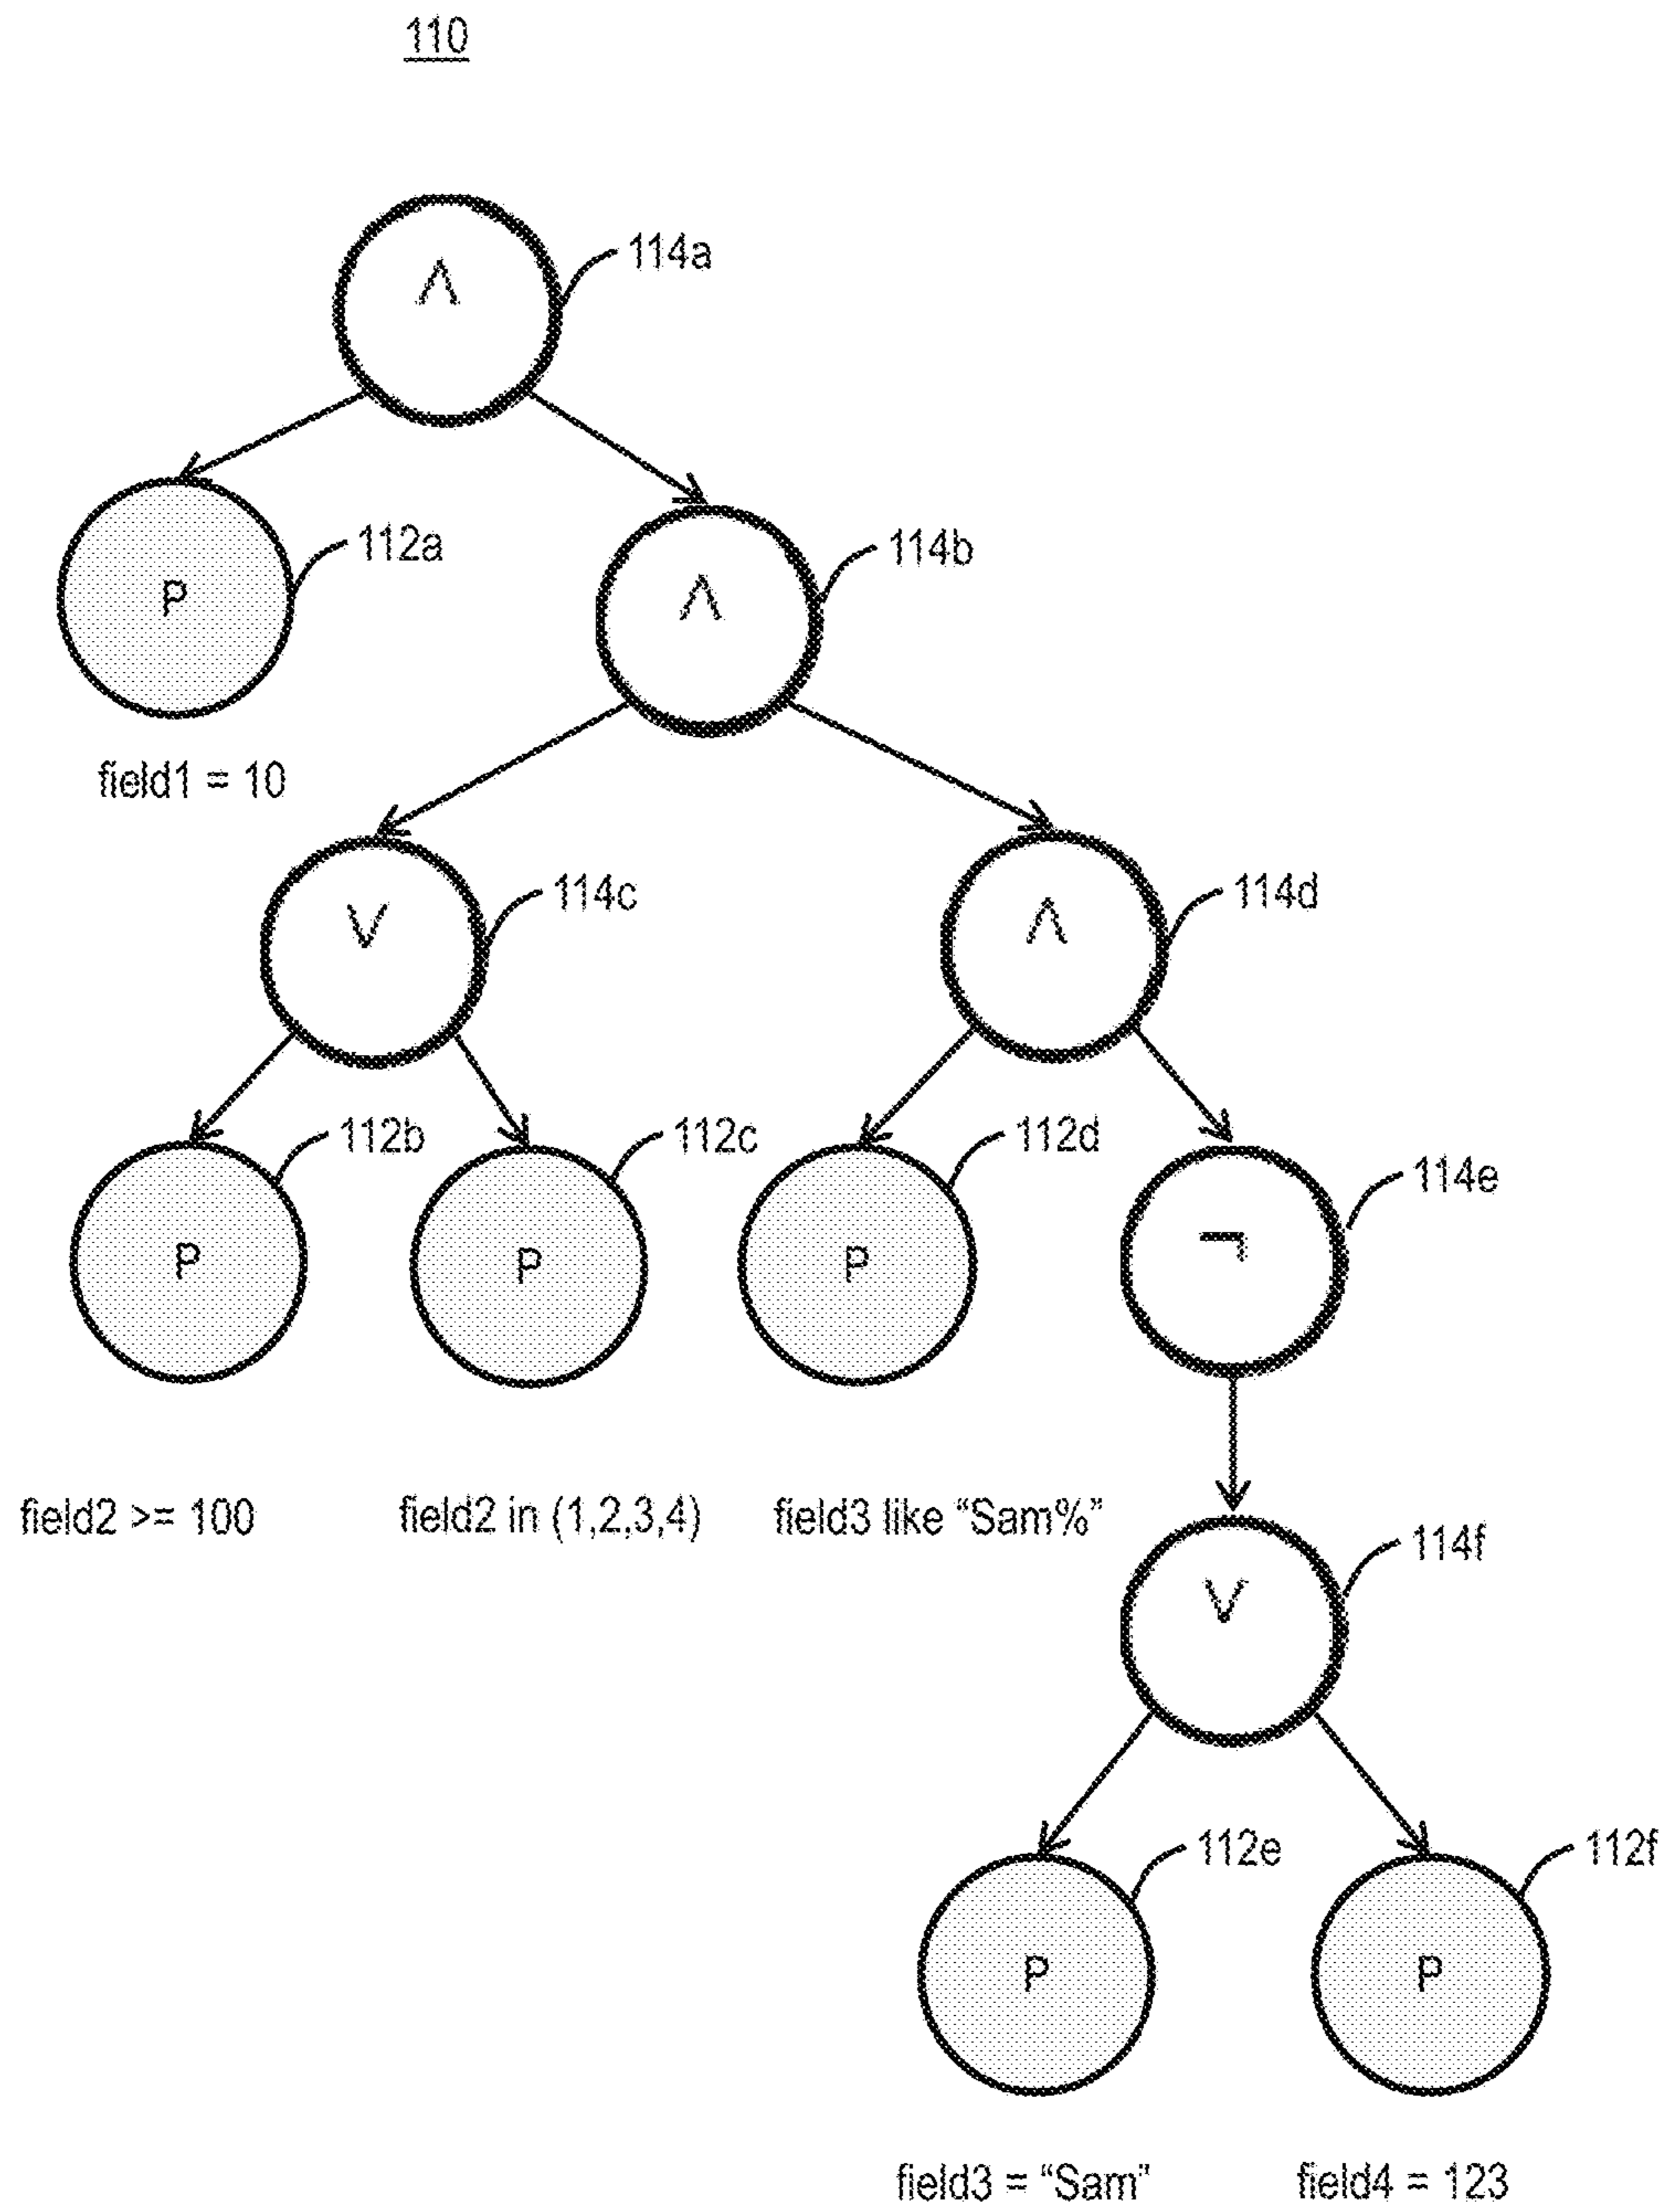 110
Λ
114a
P
112a
Λ
114b
field1 = 10
V
114c
Λ
114d
P
112b
P
112c
P
112d
¬
114e
field2 >= 100
field2 in (1,2,3,4)
field3 like “Sam%”
V
114f
P
112e
P
112f
field3 = “Sam”
field4 = 123